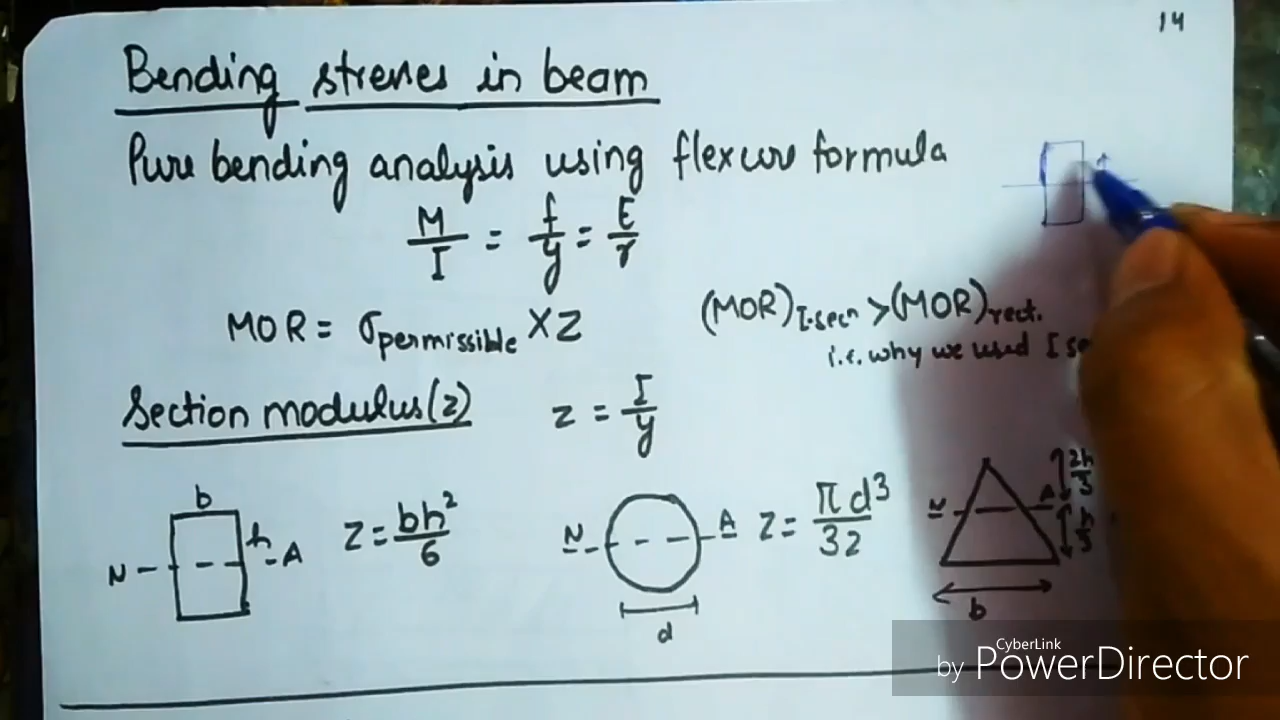 14
Bending stresses in beam
Pure bending analysis using flexure formula
M/I = f/y = E/r
MOR = σpermissible × Z
(MOR)I-secn > (MOR)rect.
i.e. why we used I se
Section modulus (z) z = I/y
b
h
N A
Z = bh²/6
N A
d
Z = πd³/32
N A
2h/3
h/3
b
CyberLink
by PowerDirector